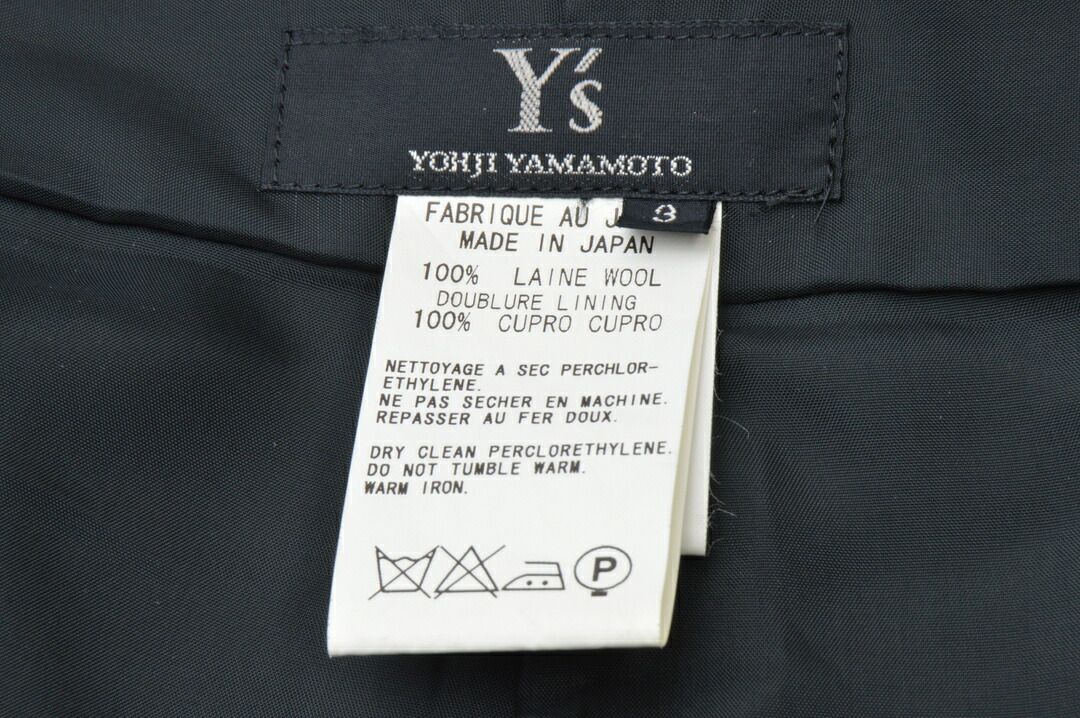 Y's
YOHJI YAMAMOTO
3
FABRIQUE AU J
MADE IN JAPAN
100% LAINE WOOL
DOUBLURE LINING
100% CUPRO CUPRO
NETTOYAGE A SEC PERCHLOR-
ETHYLENE.
NE PAS SECHER EN MACHINE.
REPASSER AU FER DOUX.
DRY CLEAN PERCLORETHYLENE.
DO NOT TUMBLE WARM.
WARM IRON.
P